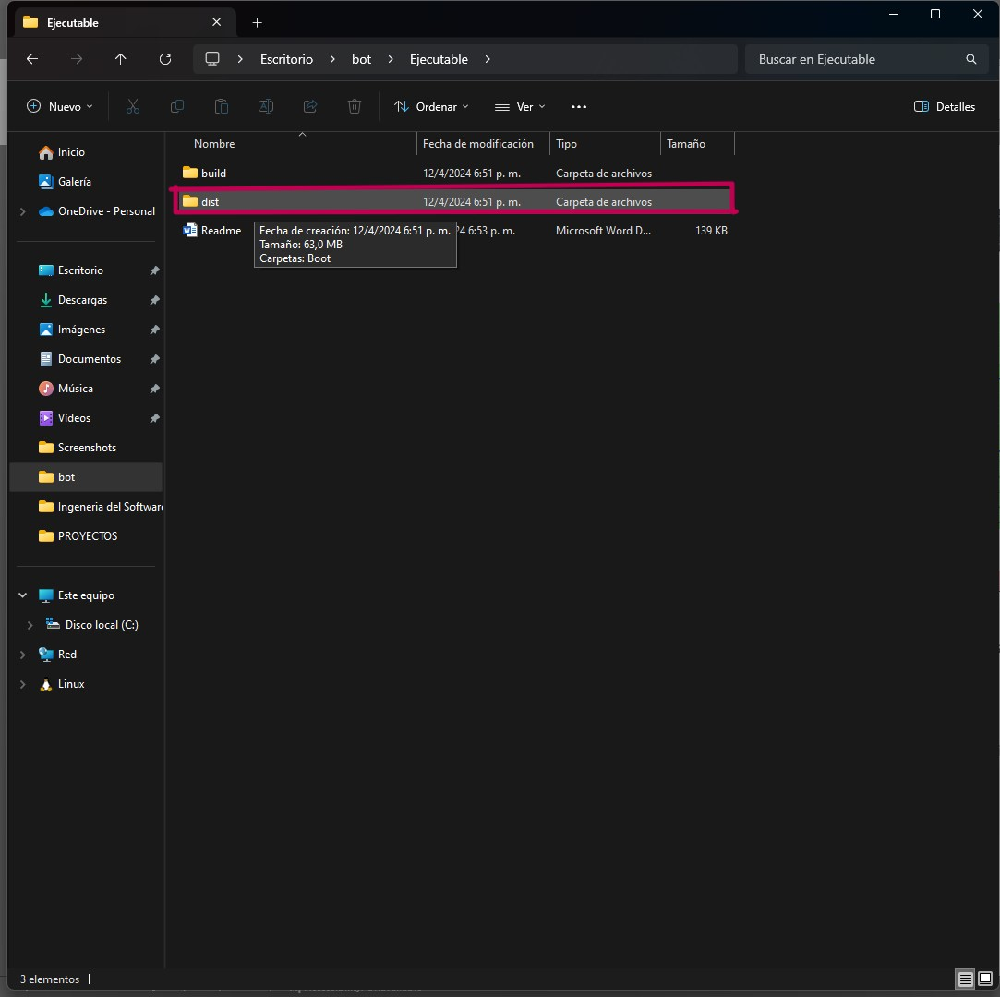 Ejecutable
Escritorio bot Ejecutable
Buscar en Ejecutable
Nuevo Ordenar Ver Detalles
Nombre Fecha de modificación Tipo Tamaño
build 12/4/2024 6:51 p. m. Carpeta de archivos
dist 12/4/2024 6:51 p. m. Carpeta de archivos
Readme 24 6:53 p. m. Microsoft Word D... 139 KB
Fecha de creación: 12/4/2024 6:51 p. m.
Tamaño: 63,0 MB
Carpetas: Boot
Inicio
Galería
OneDrive - Personal
Escritorio
Descargas
Imágenes
Documentos
Música
Vídeos
Screenshots
bot
Ingeneria del Software
PROYECTOS
Este equipo
Disco local (C:)
Red
Linux
3 elementos